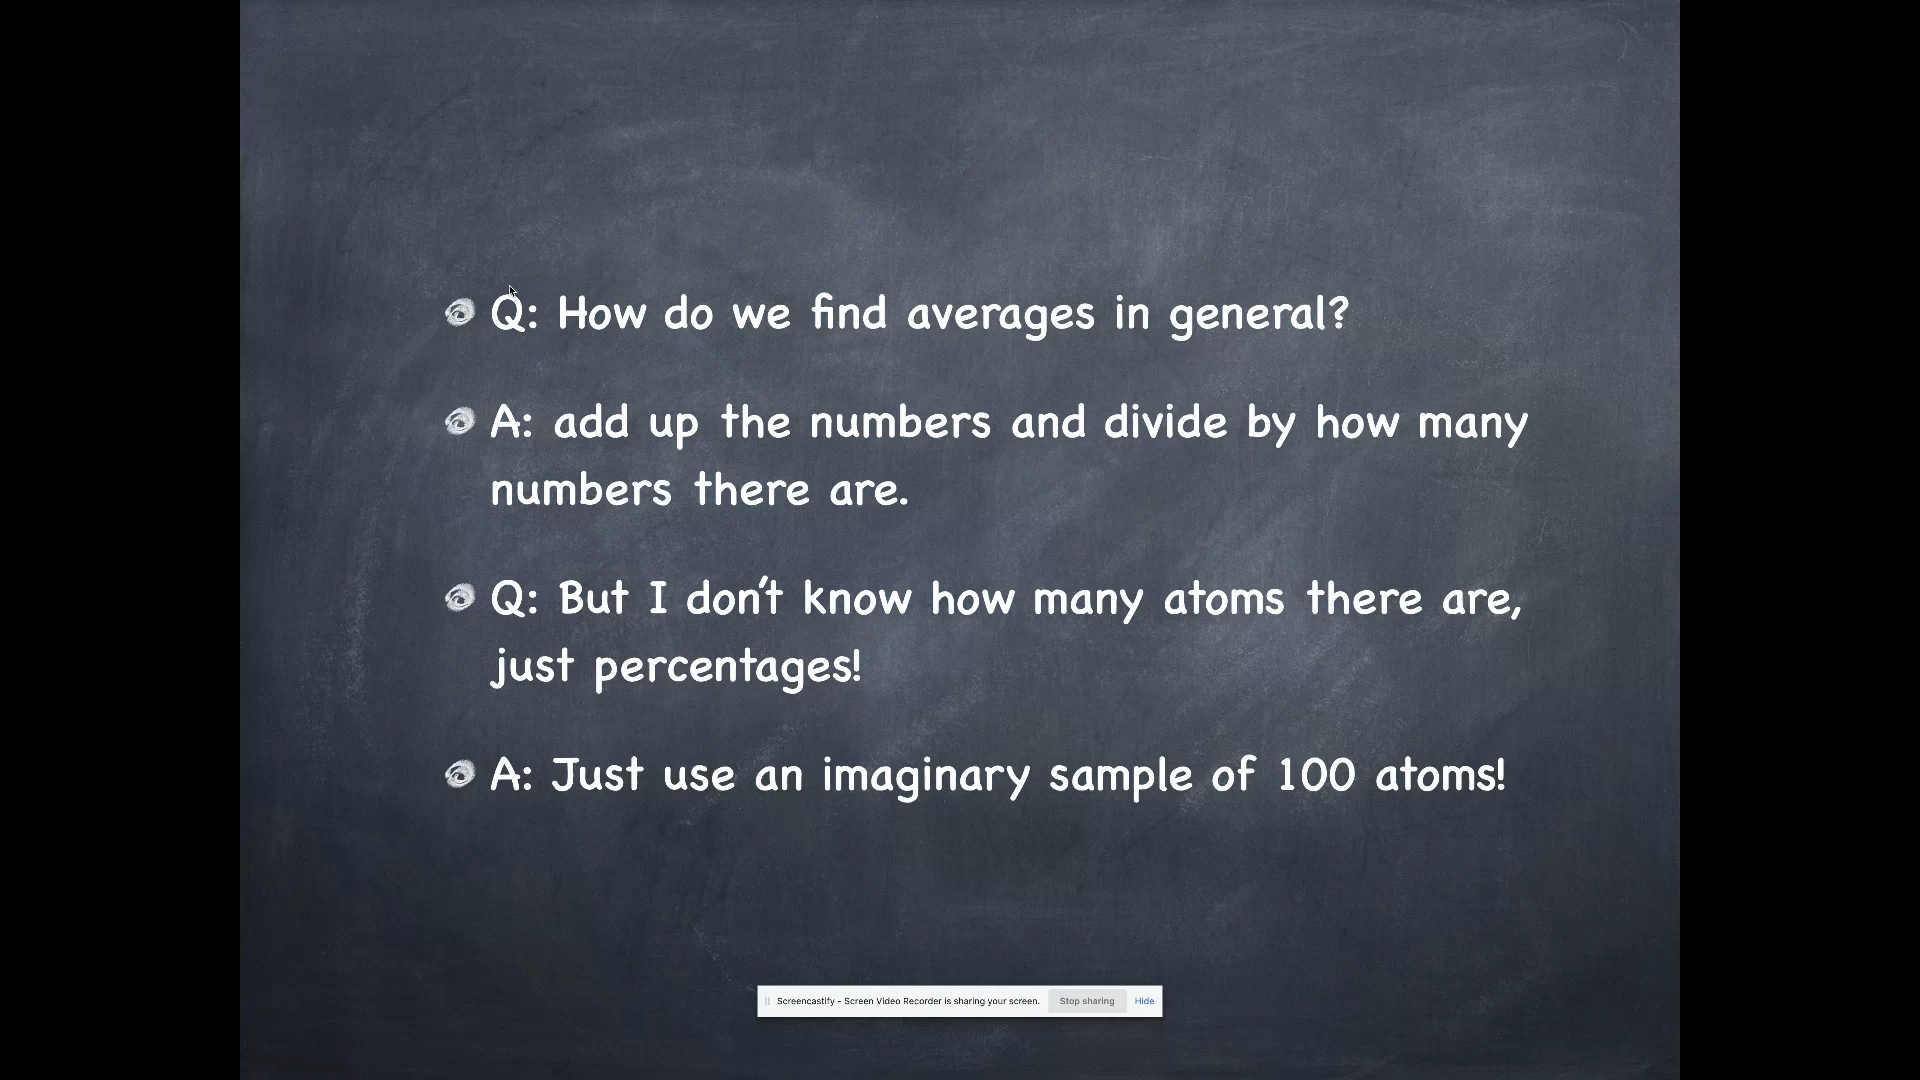 Q: How do we find averages in general?
A: add up the numbers and divide by how many
numbers there are.
Q: But I don't know how many atoms there are,
just percentages!
A: Just use an imaginary sample of 100 atoms!
Screencastify - Screen Video Recorder is sharing your screen. Stop sharing Hide